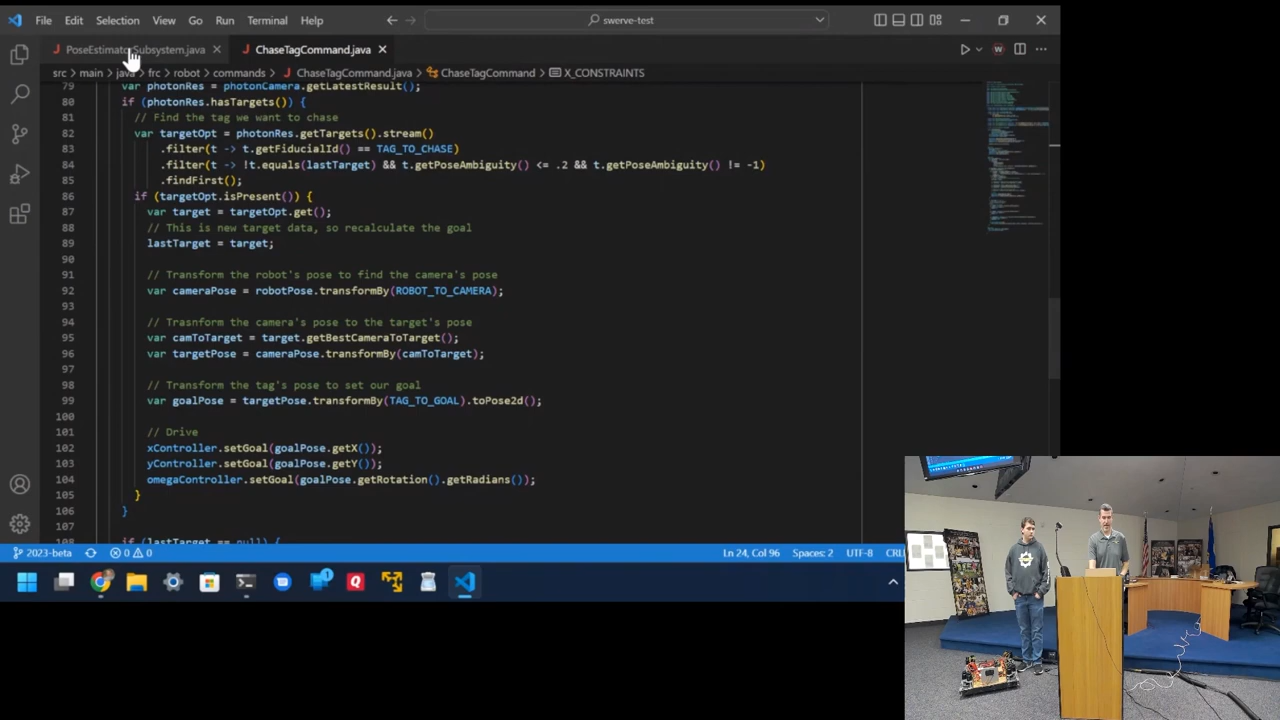 File Edit Selection View Go Run Terminal Help
swerve-test
PoseEstimatorSubsystem.java
ChaseTagCommand.java
src > main > java > frc > robot > commands > ChaseTagCommand.java > ChaseTagCommand > X_CONSTRAINTS
79 var photonRes = photonCamera.getLatestResult();
80 if (photonRes.hasTargets()) {
81 // Find the tag we want to chase
82 var targetOpt = photonRes.getTargets().stream()
83 .filter(t -> t.getFiducialId() == TAG_TO_CHASE)
84 .filter(t -> !t.equals(lastTarget) && t.getPoseAmbiguity() <= .2 && t.getPoseAmbiguity() != -1)
85 .findFirst();
86 if (targetOpt.isPresent()) {
87 var target = targetOpt.get();
88 // This is new target data, so recalculate the goal
89 lastTarget = target;
90
91 // Transform the robot's pose to find the camera's pose
92 var cameraPose = robotPose.transformBy(ROBOT_TO_CAMERA);
93
94 // Trasnform the camera's pose to the target's pose
95 var camToTarget = target.getBestCameraToTarget();
96 var targetPose = cameraPose.transformBy(camToTarget);
97
98 // Transform the tag's pose to set our goal
99 var goalPose = targetPose.transformBy(TAG_TO_GOAL).toPose2d();
100
101 // Drive
102 xController.setGoal(goalPose.getX());
103 yController.setGoal(goalPose.getY());
104 omegaController.setGoal(goalPose.getRotation().getRadians());
105 }
106 }
107
108 if (lastTarget == null) {
2023-beta
0 0
Ln 24, Col 96 Spaces: 2 UTF-8 CRL